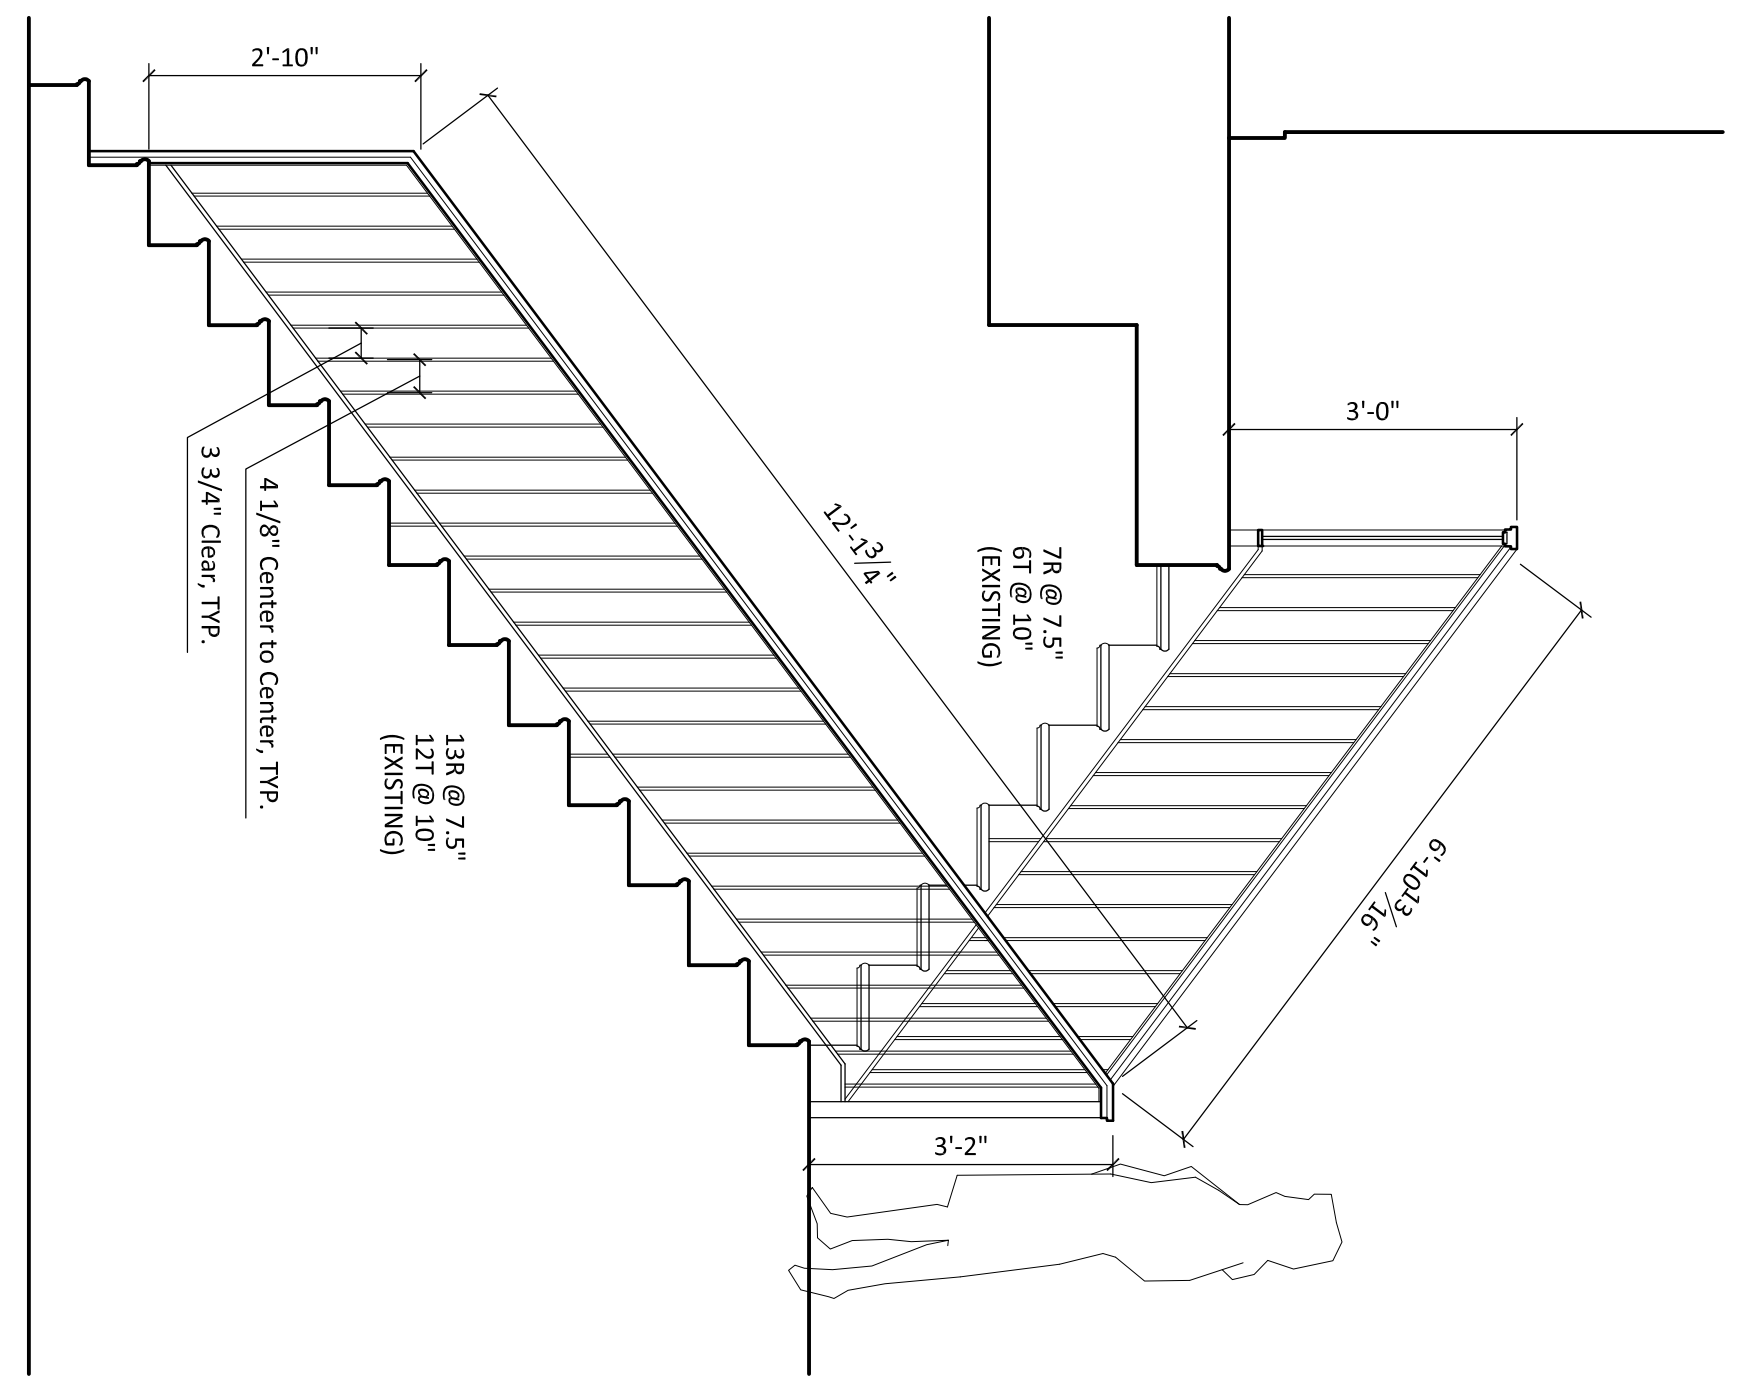 2'-10"
12'-1 3/4"
3'-0"
7R @ 7.5"
6T @ 10"
(EXISTING)
3 3/4" Clear, TYP.
4 1/8" Center to Center, TYP.
13R @ 7.5"
12T @ 10"
(EXISTING)
6'-10 13/16"
3'-2"